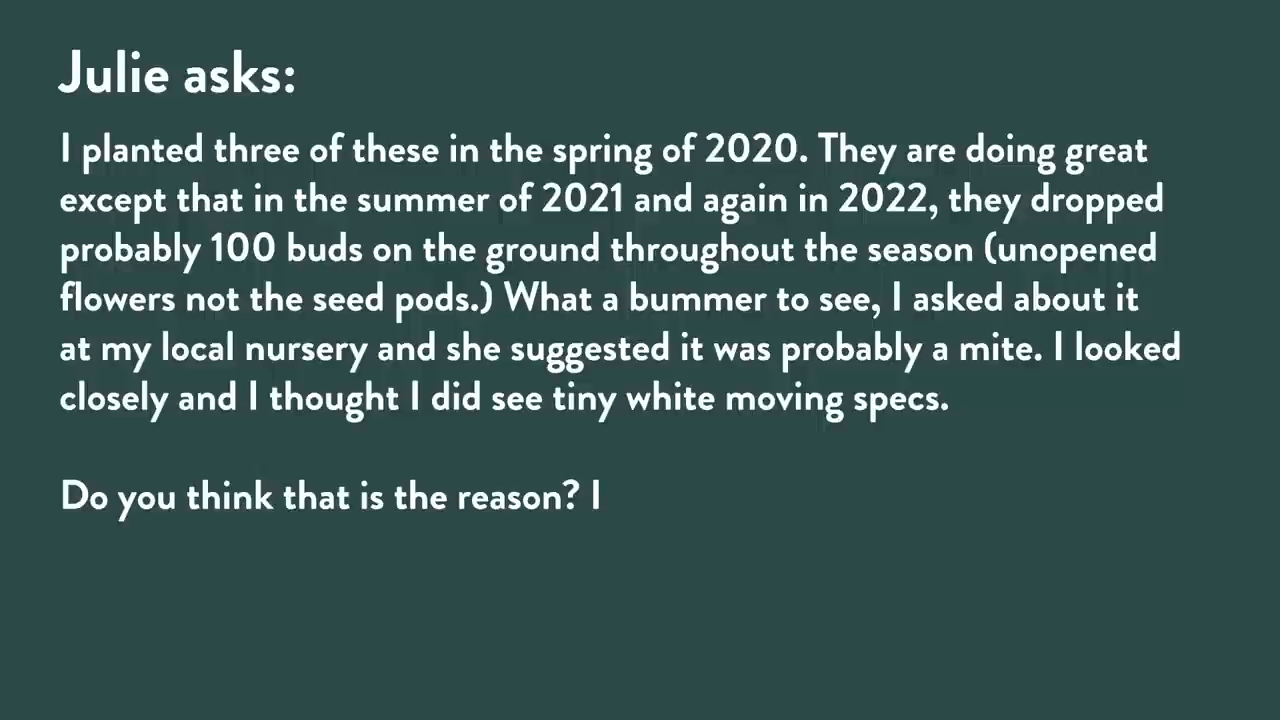 Julie asks:
I planted three of these in the spring of 2020. They are doing great
except that in the summer of 2021 and again in 2022, they dropped
probably 100 buds on the ground throughout the season (unopened
flowers not the seed pods.) What a bummer to see, I asked about it
at my local nursery and she suggested it was probably a mite. I looked
closely and I thought I did see tiny white moving specs.
Do you think that is the reason? I